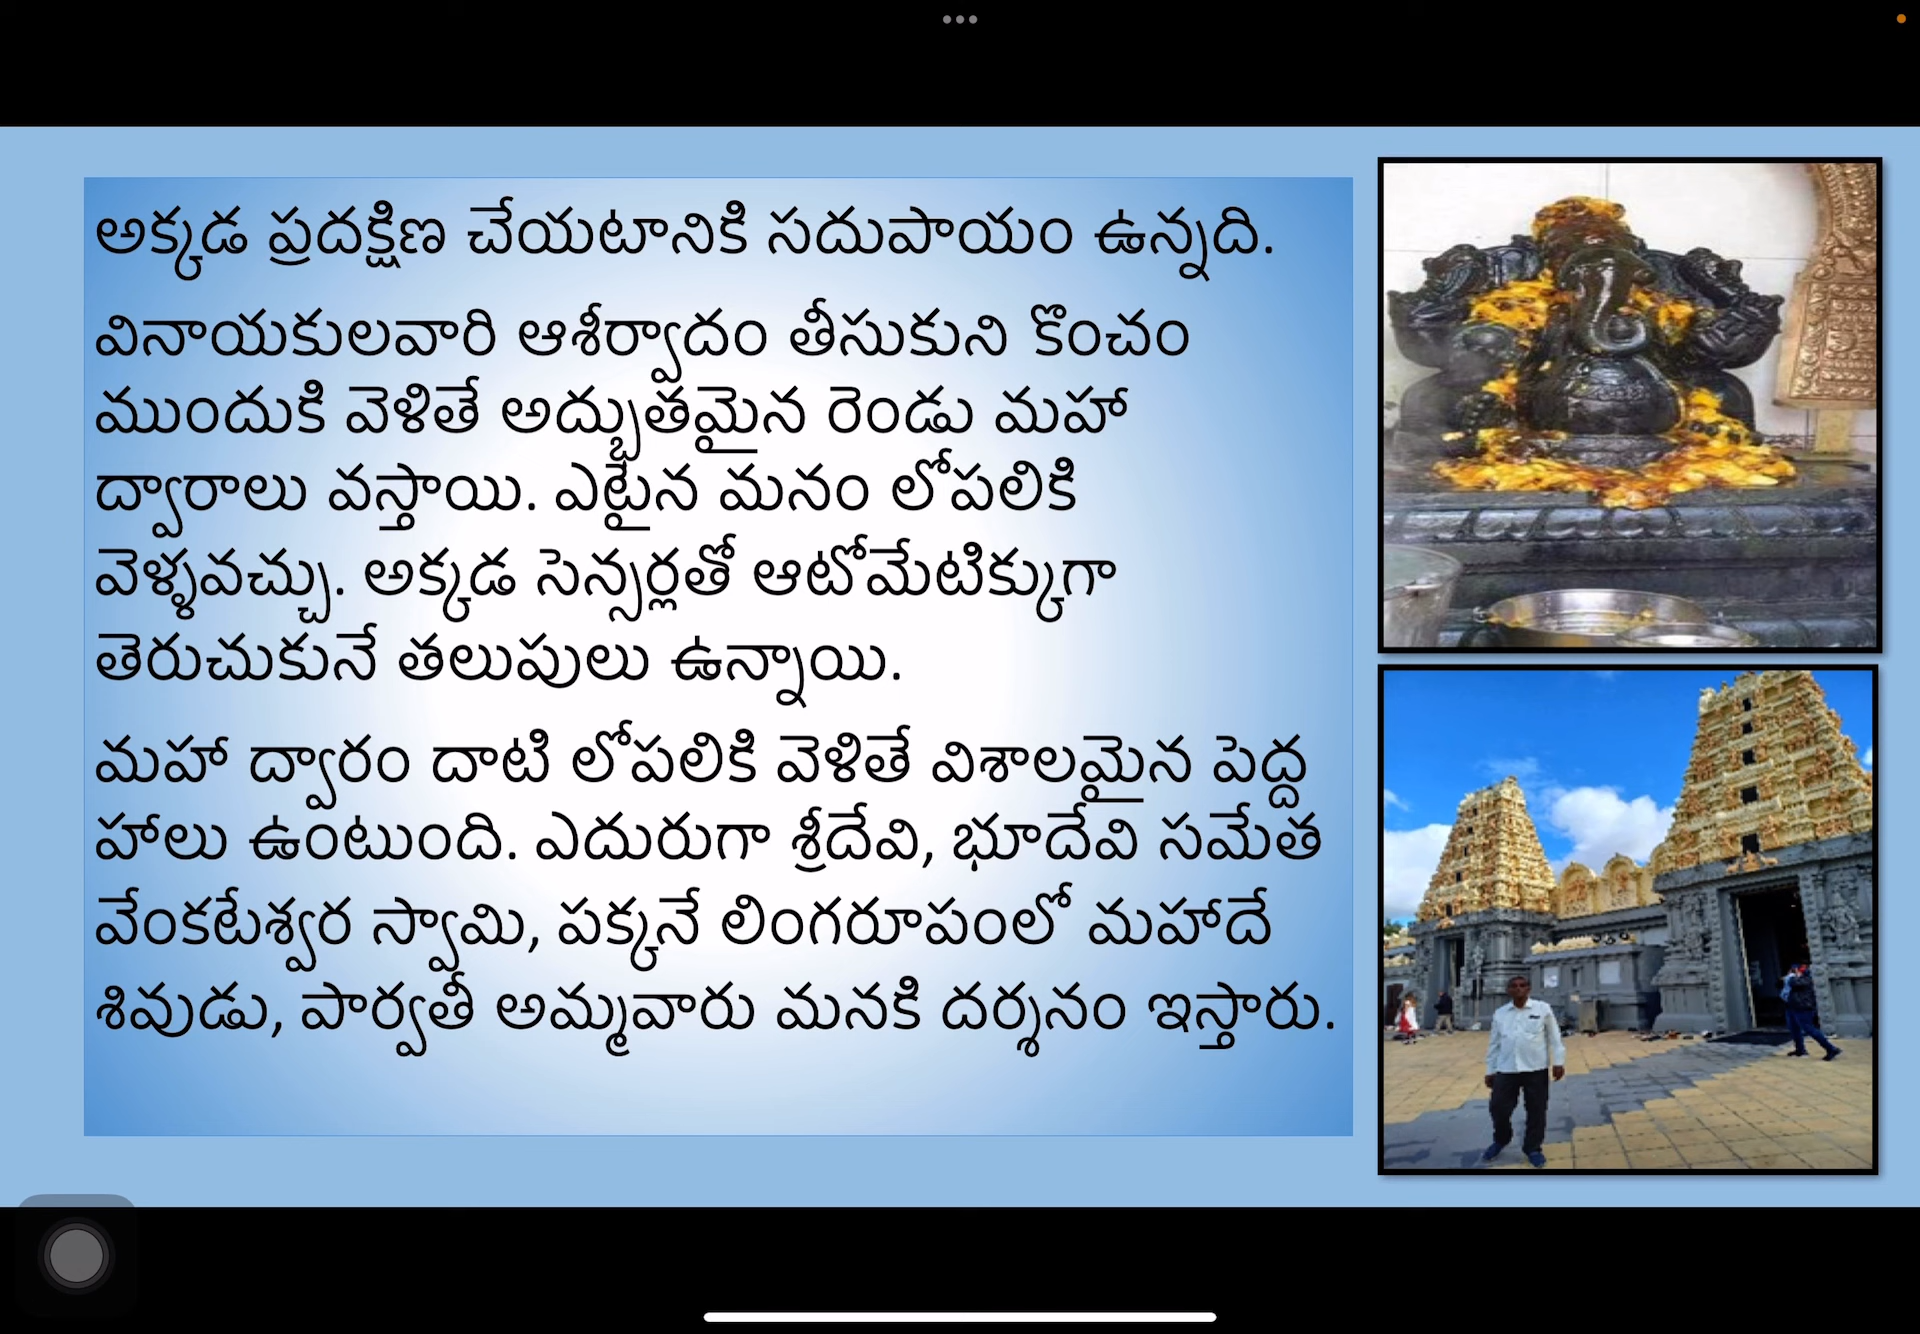 అక్కడ ప్రదక్షిణ చేయటానికి సదుపాయం ఉన్నది.
వినాయకులవారి ఆశీర్వాదం తీసుకుని కొంచం
ముందుకి వెళితే అద్భుతమైన రెండు మహా
ద్వారాలు వస్తాయి. ఎటైన మనం లోపలికి
వెళ్ళవచ్చు. అక్కడ సెన్సర్లతో ఆటోమేటిక్కుగా
తెరుచుకునే తలుపులు ఉన్నాయి.
మహా ద్వారం దాటి లోపలికి వెళితే విశాలమైన పెద్ద
హాలు ఉంటుంది. ఎదురుగా శ్రీదేవి, భూదేవి సమేత
వేంకటేశ్వర స్వామి, పక్కనే లింగరూపంలో మహాదే
శివుడు, పార్వతీ అమ్మవారు మనకి దర్శనం ఇస్తారు.